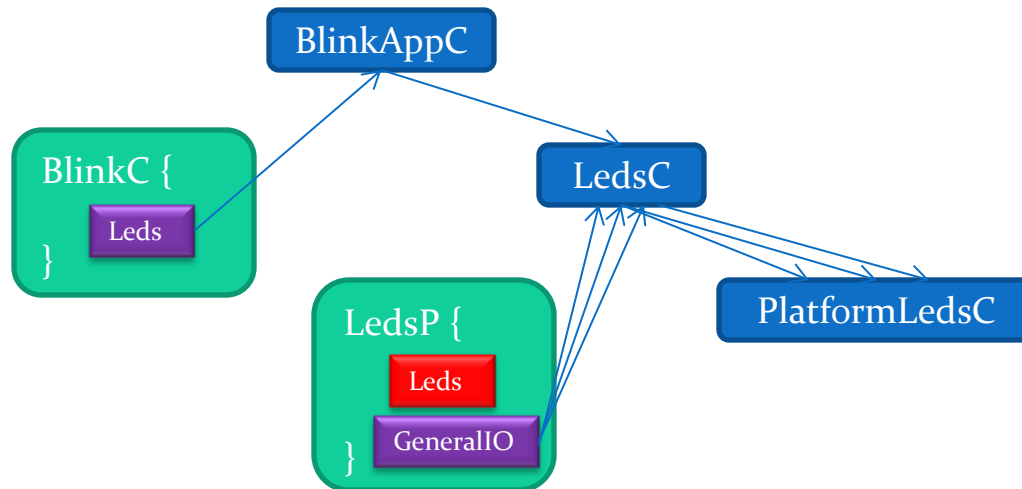 BlinkAppC
BlinkC {
Leds
}
LedsC
LedsP {
Leds
GeneralIO
}
PlatformLedsC